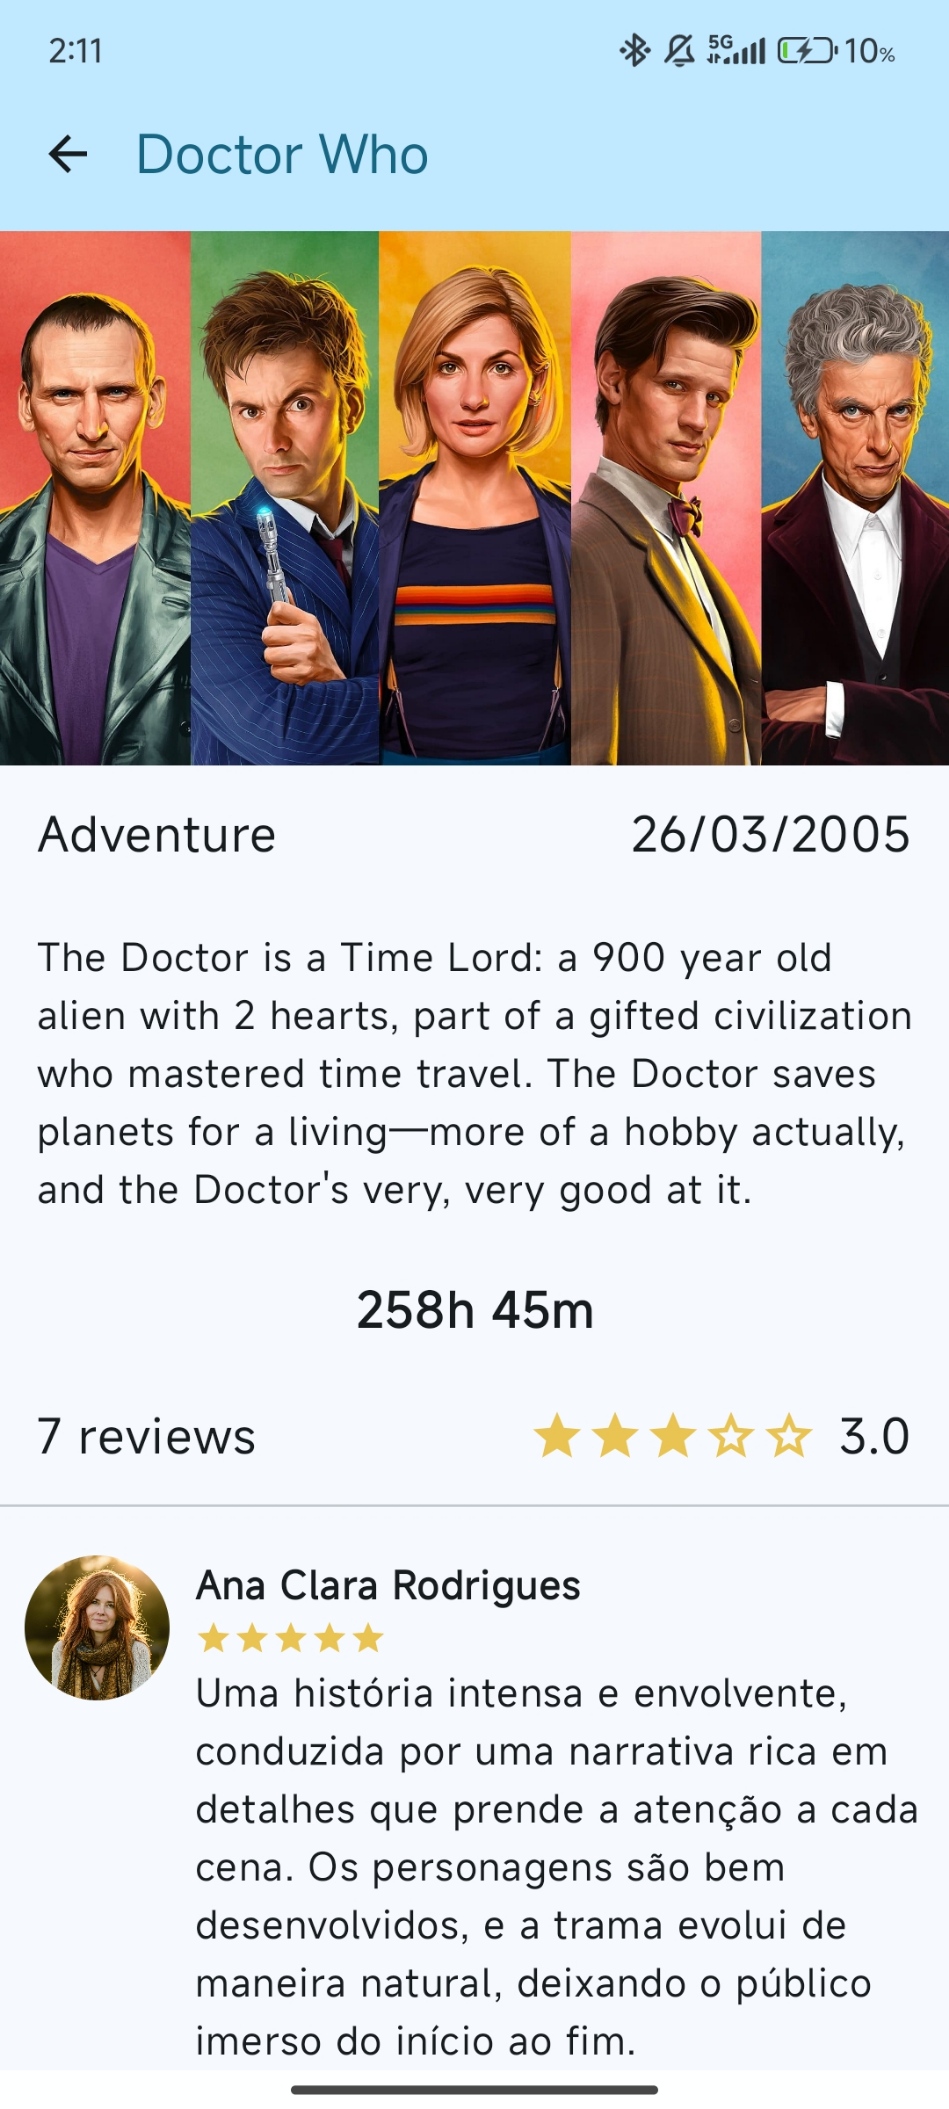 2:11
5G
10%
Doctor Who
Adventure
26/03/2005
The Doctor is a Time Lord: a 900 year old
alien with 2 hearts, part of a gifted civilization
who mastered time travel. The Doctor saves
planets for a living—more of a hobby actually,
and the Doctor's very, very good at it.
258h 45m
7 reviews
3.0
Ana Clara Rodrigues
Uma história intensa e envolvente,
conduzida por uma narrativa rica em
detalhes que prende a atenção a cada
cena. Os personagens são bem
desenvolvidos, e a trama evolui de
maneira natural, deixando o público
imerso do início ao fim.